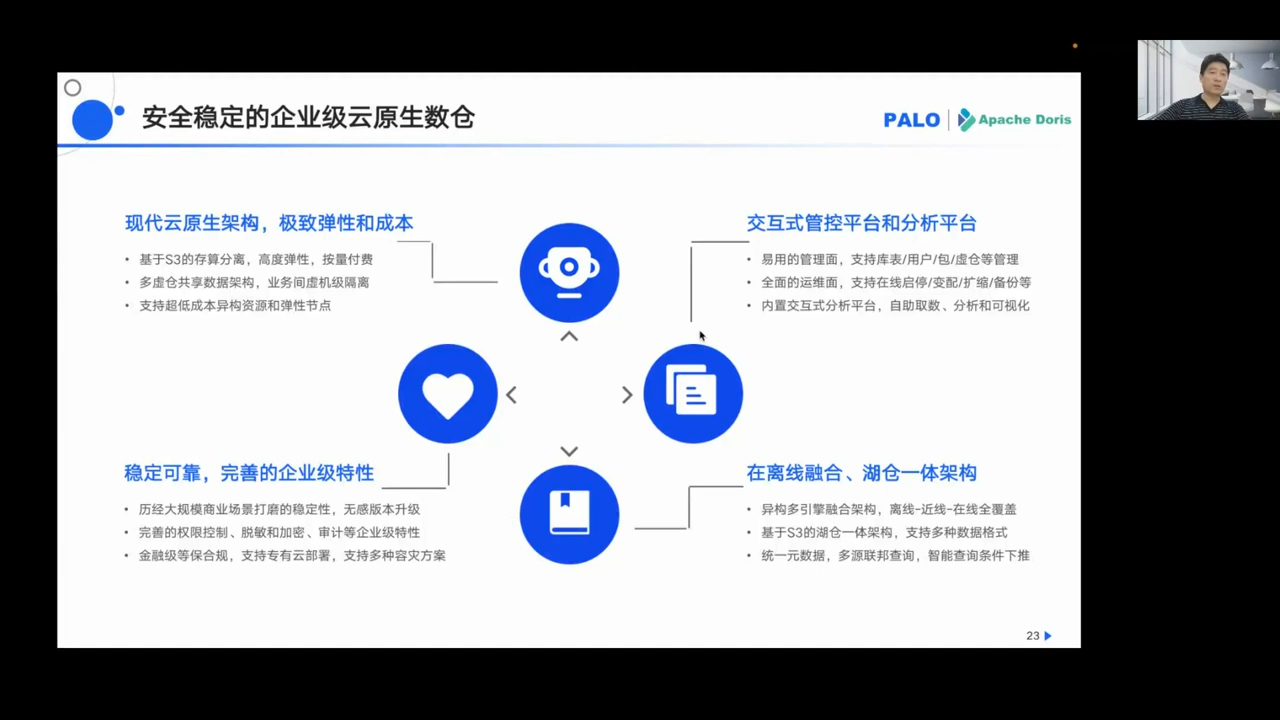 安全稳定的企业级云原生数仓
PALO
Apache Doris
现代云原生架构，极致弹性和成本
• 基于S3的存算分离，高度弹性，按量付费
• 多虚仓共享数据架构，业务间虚机级隔离
• 支持超低成本异构资源和弹性节点
交互式管控平台和分析平台
• 易用的管理面，支持库表/用户/包/虚仓等管理
• 全面的运维面，支持在线启停/变配/扩缩/备份等
• 内置交互式分析平台，自助取数、分析和可视化
稳定可靠，完善的企业级特性
• 历经大规模商业场景打磨的稳定性，无感版本升级
• 完善的权限控制、脱敏和加密、审计等企业级特性
• 金融级等保合规，支持专有云部署，支持多种容灾方案
在离线融合、湖仓一体架构
• 异构多引擎融合架构，离线-近线-在线全覆盖
• 基于S3的湖仓一体架构，支持多种数据格式
• 统一元数据，多源联邦查询，智能查询条件下推
23